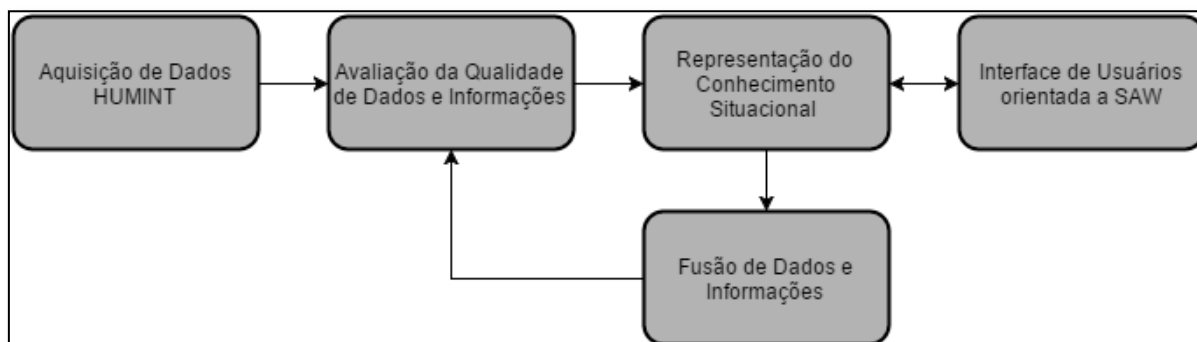 Aquisição de Dados
HUMINT
Avaliação da Qualidade
de Dados e Informações
Representação do
Conhecimento
Situacional
Interface de Usuários
orientada a SAW
Fusão de Dados e
Informações